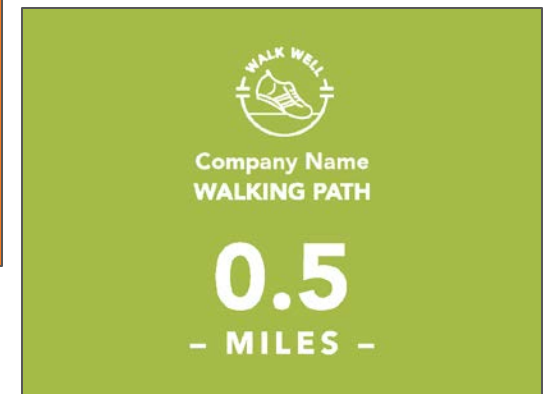 WALK WELL
Company Name
WALKING PATH
0.5
– MILES –